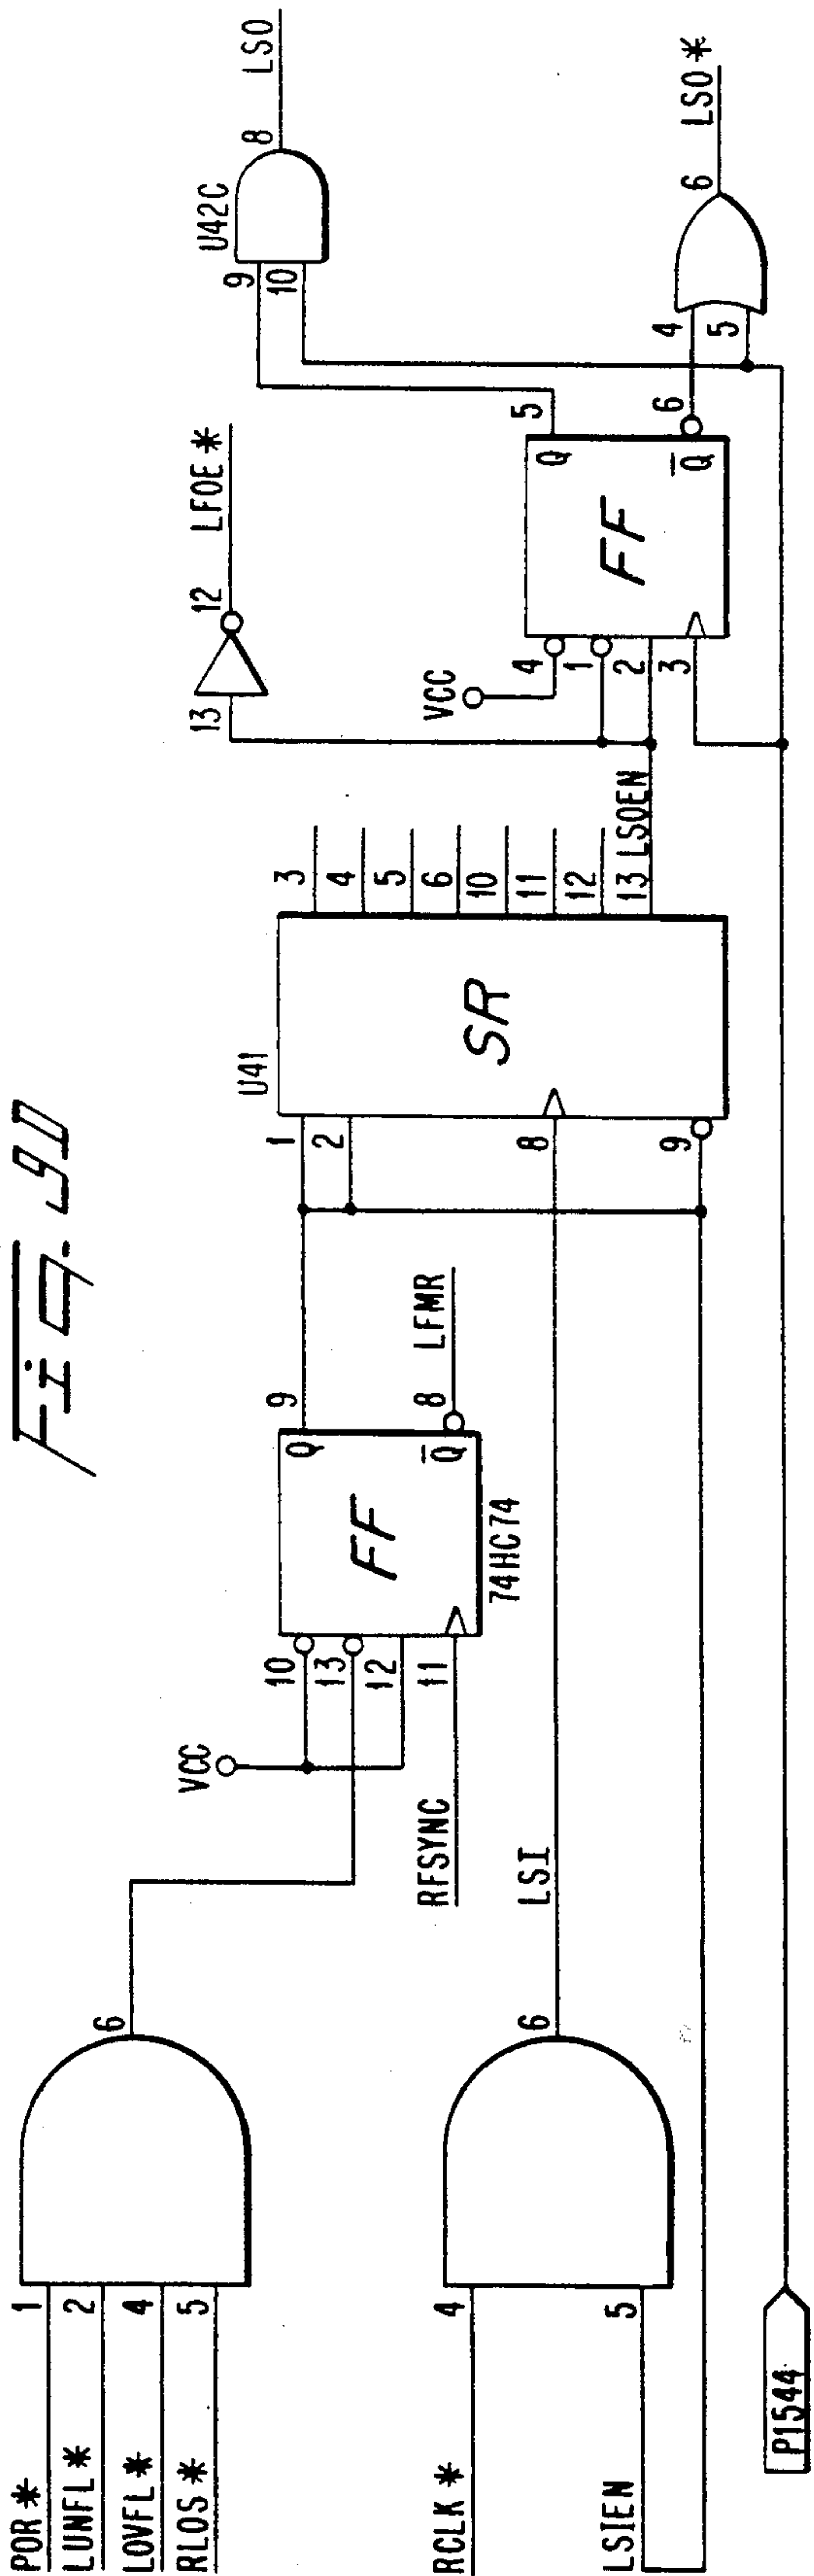 Fig. 9D
POR*
1
LUNFL*
2
LOVFL*
4
RLOS*
5
6
RCLK*
4
LSIEN
5
6
LSI
P1544
VCC
10
13
12
11
RFSYNC
FF
Q
9
Q̅
8
LFMR
74HC74
1
2
8
9
U41
SR
3
4
5
6
10
11
12
13 LSOEN
13
12
LFOE*
VCC
4
1
2
3
FF
Q
5
Q̅
6
9
10
U42C
8
LSO
4
5
6
LSO*